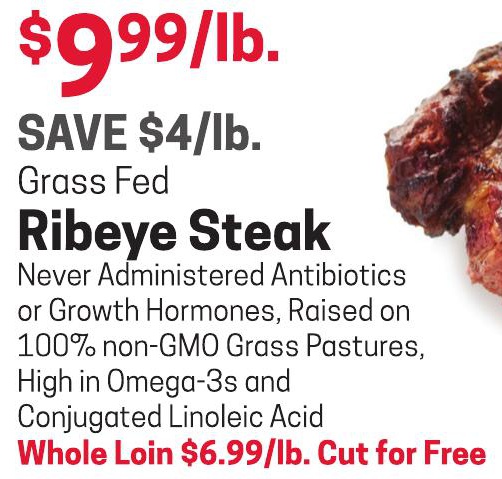 $9.99/lb.
SAVE $4/lb.
Grass Fed
Ribeye Steak
Never Administered Antibiotics
or Growth Hormones, Raised on
100% non-GMO Grass Pastures,
High in Omega-3s and
Conjugated Linoleic Acid
Whole Loin $6.99/lb. Cut for Free